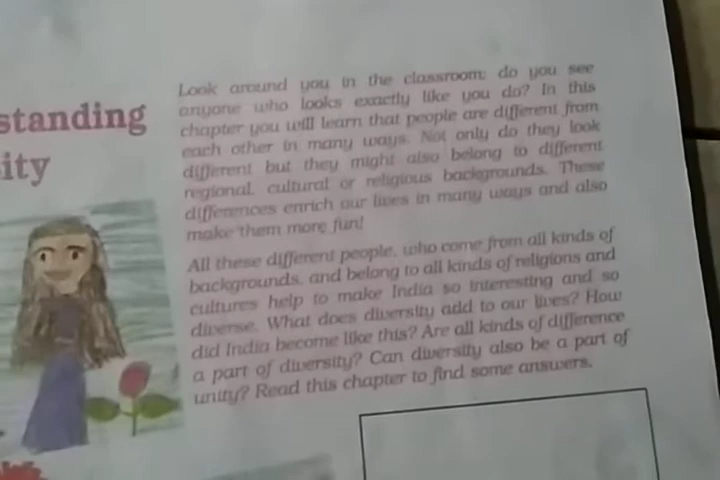 standing
ity
Look around you in the classroom: do you see
anyone who looks exactly like you do? In this
chapter you will learn that people are different from
each other in many ways. Not only do they look
different but they might also belong to different
regional, cultural or religious backgrounds. These
differences enrich our lives in many ways and also
make them more fun!
All these different people, who come from all kinds of
backgrounds, and belong to all kinds of religions and
cultures help to make India so interesting and so
diverse. What does diversity add to our lives? How
did India become like this? Are all kinds of difference
a part of diversity? Can diversity also be a part of
unity? Read this chapter to find some answers.